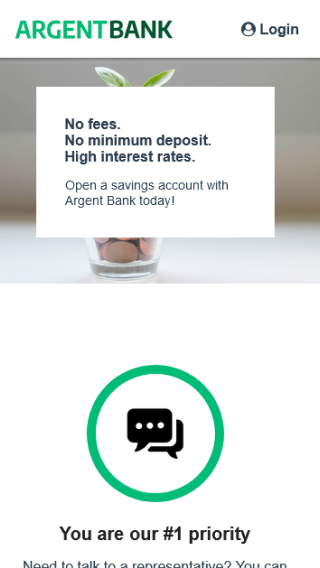 ARGENTBANK
Login
No fees.
No minimum deposit.
High interest rates.
Open a savings account with
Argent Bank today!
You are our #1 priority
Need to talk to a representative? You can